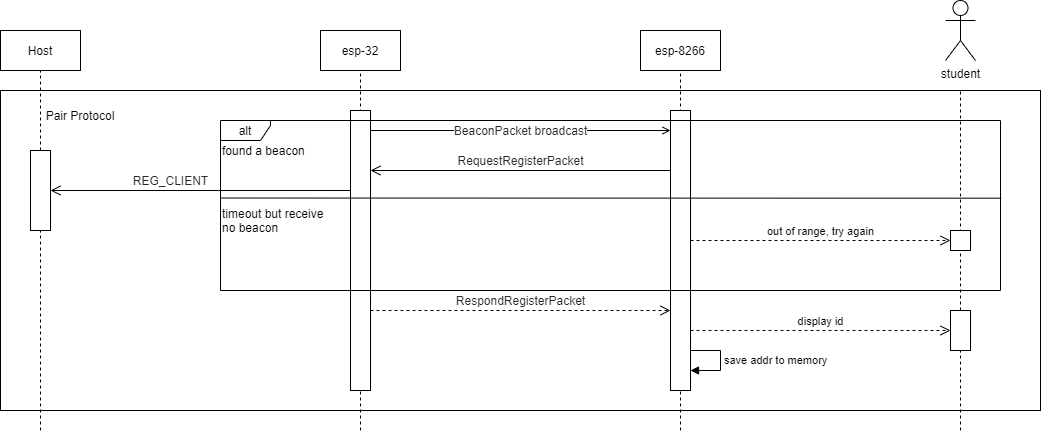 Host
esp-32
esp-8266
student
Pair Protocol
alt
BeaconPacket broadcast
found a beacon
RequestRegisterPacket
REG_CLIENT
timeout but receive
no beacon
out of range, try again
RespondRegisterPacket
display id
save addr to memory